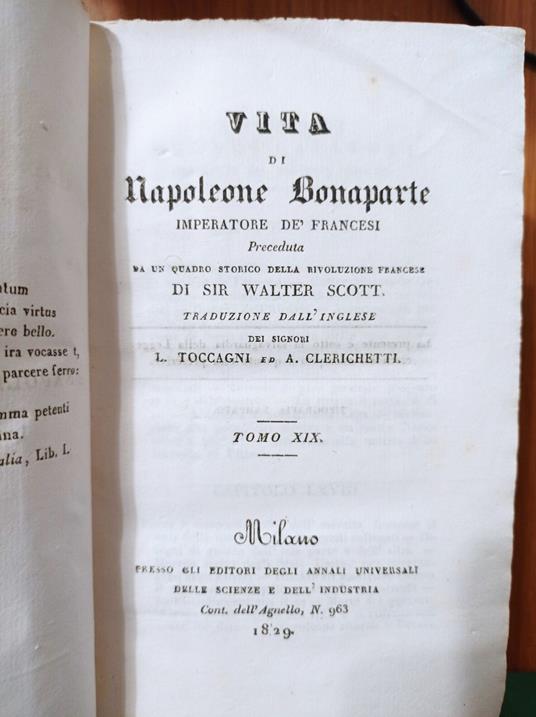 tum
cia virtus
ere bello.
ira vocasse t,
parcere ferro:
mma petenti
na.
alia, Lib. I.
VITA
DI
Napoleone Bonaparte
IMPERATORE DE' FRANCESI
Preceduta
DA UN QUADRO STORICO DELLA RIVOLUZIONE FRANCESE
DI SIR WALTER SCOTT.
TRADUZIONE DALL'INGLESE
DEI SIGNORI
L. TOCCAGNI ED A. CLERICHETTI.
TOMO XIX.
Milano
PRESSO GLI EDITORI DEGLI ANNALI UNIVERSALI
DELLE SCIENZE E DELL'INDUSTRIA
Cont. dell'Agnello, N. 963
1829.